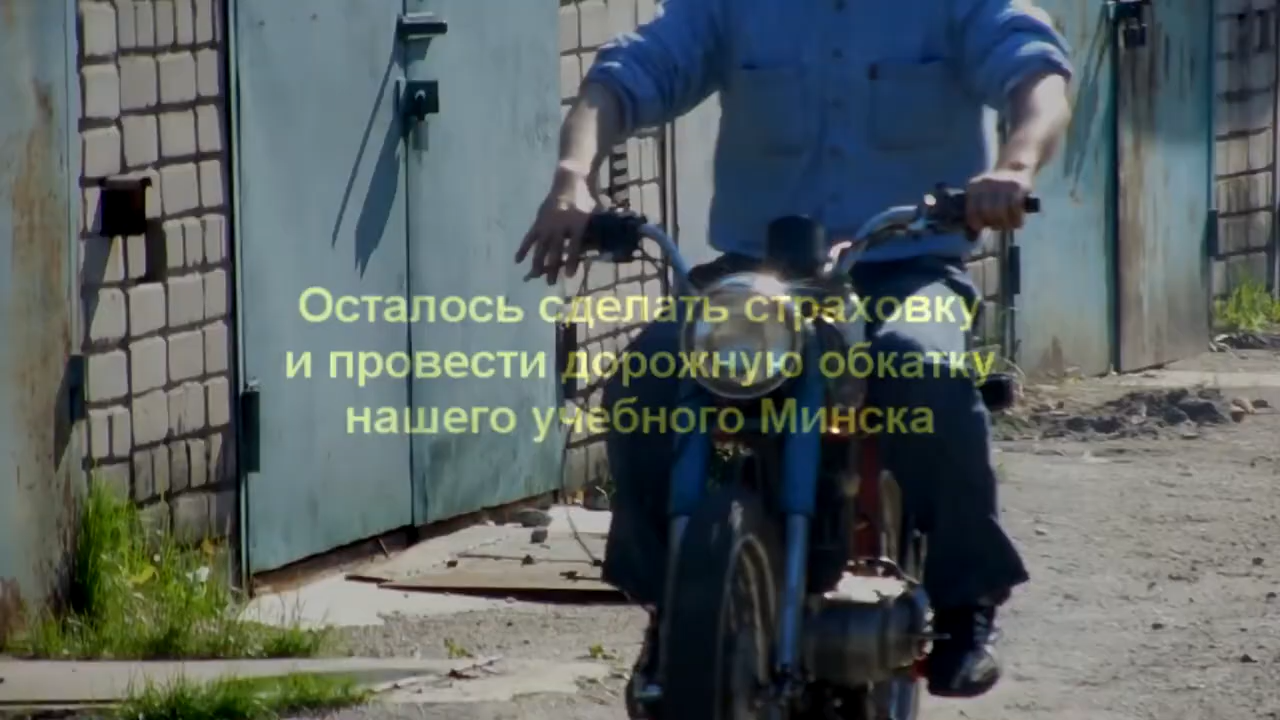 Осталось сделать страховку
и провести дорожную обкатку
нашего учебного Минска